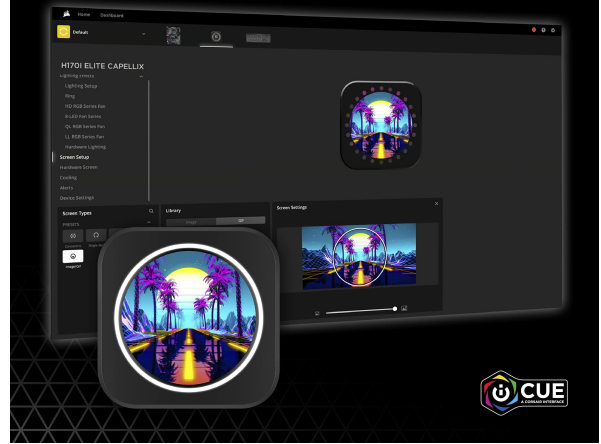 Home Dashboard
Default
H170I ELITE CAPELLIX
Lighting Effects
Lighting Setup
Ring
HD RGB Series Fan
8-LED Fan Series
QL RGB Series Fan
LL RGB Series Fan
Hardware Lighting
Screen Setup
Hardware Screen
Cooling
Alerts
Device Settings
Screen Types
Library
Screen Settings
PRESETS
Image
GIF
Image/GIF
iCUE
A CORSAIR INTERFACE